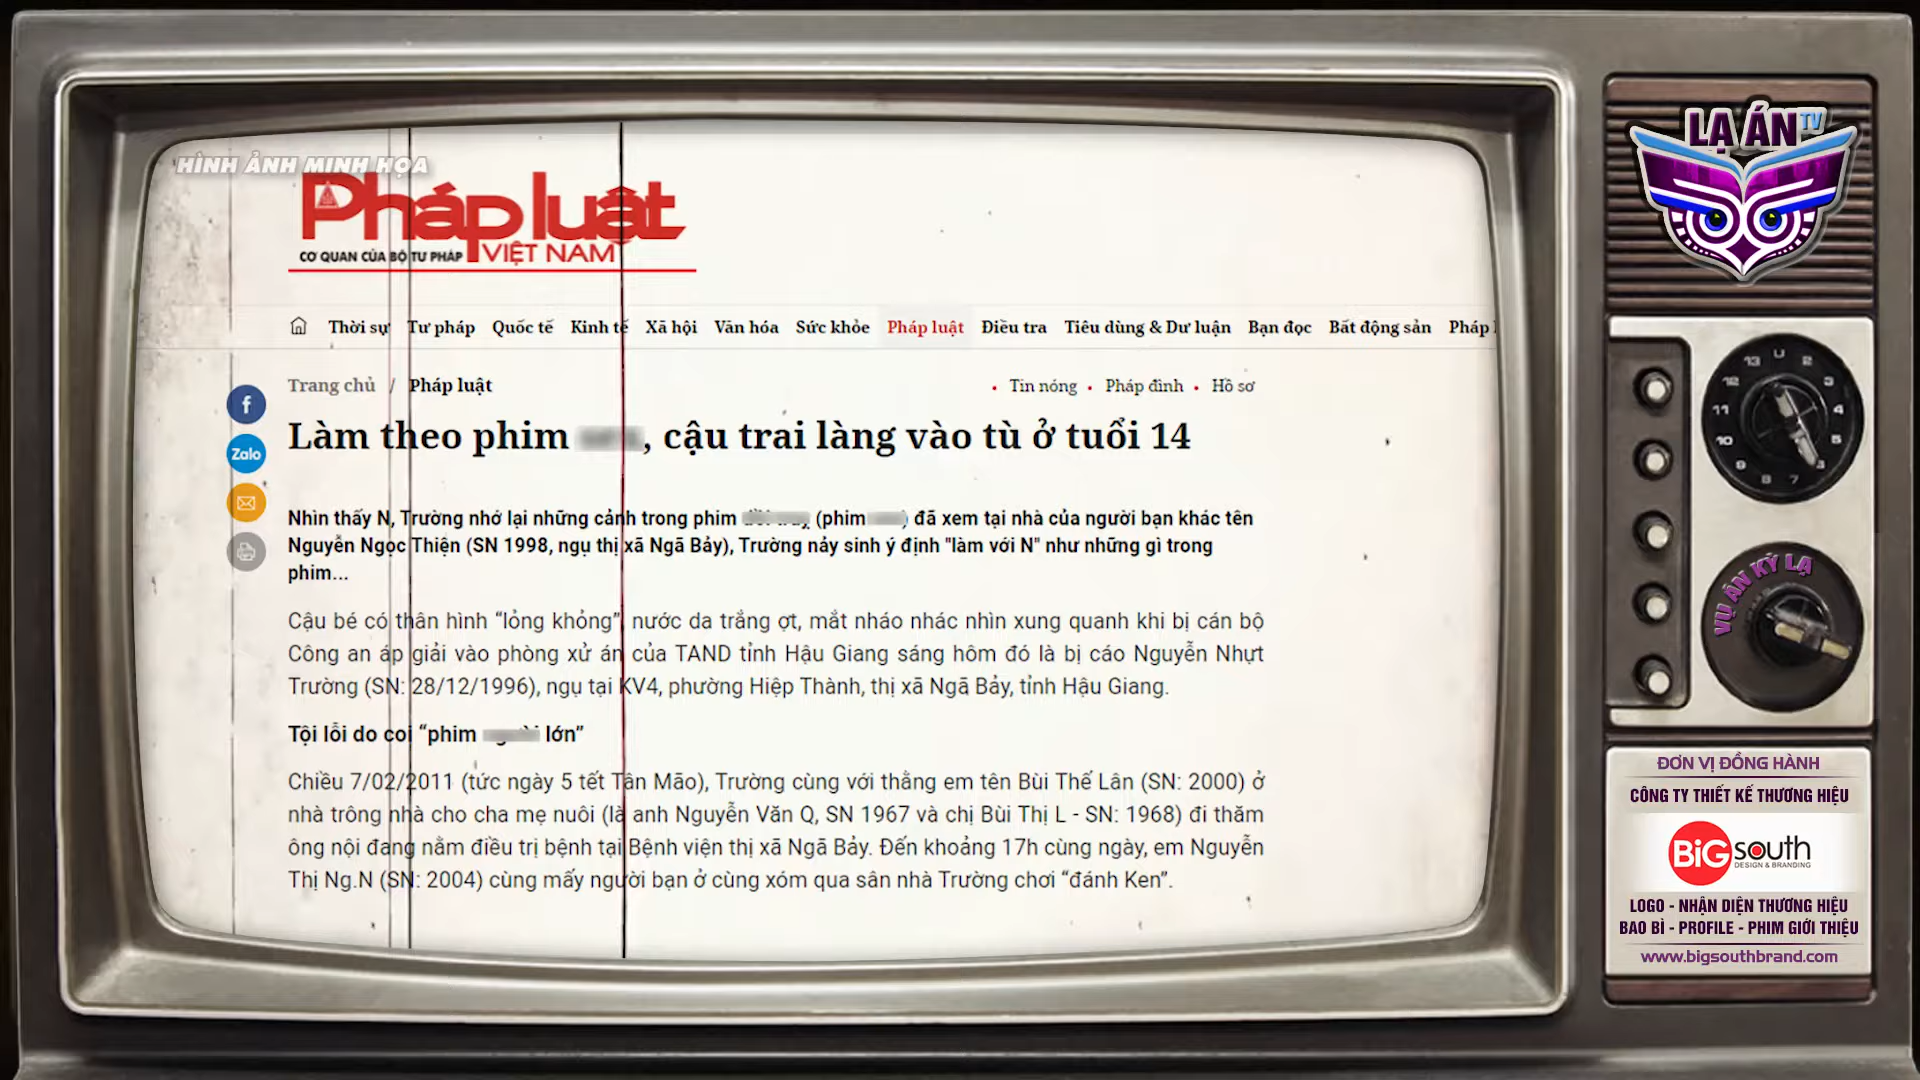 HÌNH ẢNH MINH HỌA
Pháp luật
CƠ QUAN CỦA BỘ TƯ PHÁP VIỆT NAM
Thời sự Tư pháp Quốc tế Kinh tế Xã hội Văn hóa Sức khỏe Pháp luật Điều tra Tiêu dùng & Dư luận Bạn đọc Bất động sản Pháp
Trang chủ / Pháp luật • Tin nóng • Pháp đình • Hồ sơ
f
Zalo
Làm theo phim , cậu trai làng vào tù ở tuổi 14
Nhìn thấy N, Trường nhớ lại những cảnh trong phim (phim ) đã xem tại nhà của người bạn khác tên
Nguyễn Ngọc Thiện (SN 1998, ngụ thị xã Ngã Bảy), Trường nảy sinh ý định "làm với N" như những gì trong
phim...
Cậu bé có thân hình “lỏng khỏng”, nước da trắng ợt, mắt nháo nhác nhìn xung quanh khi bị cán bộ
Công an áp giải vào phòng xử án của TAND tỉnh Hậu Giang sáng hôm đó là bị cáo Nguyễn Nhựt
Trường (SN: 28/12/1996), ngụ tại KV4, phường Hiệp Thành, thị xã Ngã Bảy, tỉnh Hậu Giang.
Tội lỗi do coi “phim lớn”
Chiều 7/02/2011 (tức ngày 5 tết Tân Mão), Trường cùng với thằng em tên Bùi Thế Lân (SN: 2000) ở
nhà trông nhà cho cha mẹ nuôi (là anh Nguyễn Văn Q, SN 1967 và chị Bùi Thị L - SN: 1968) đi thăm
ông nội đang nằm điều trị bệnh tại Bệnh viện thị xã Ngã Bảy. Đến khoảng 17h cùng ngày, em Nguyễn
Thị Ng.N (SN: 2004) cùng mấy người bạn ở cùng xóm qua sân nhà Trường chơi “đánh Ken”.
LẠ ÁN TV
13 U 2 3 4 5 6 7 8 9 10 11 12
VỤ ÁN KỲ LẠ
ĐƠN VỊ ĐỒNG HÀNH
CÔNG TY THIẾT KẾ THƯƠNG HIỆU
BiG South
DESIGN & BRANDING
LOGO - NHẬN DIỆN THƯƠNG HIỆU
BAO BÌ - PROFILE - PHIM GIỚI THIỆU
www.bigsouthbrand.com